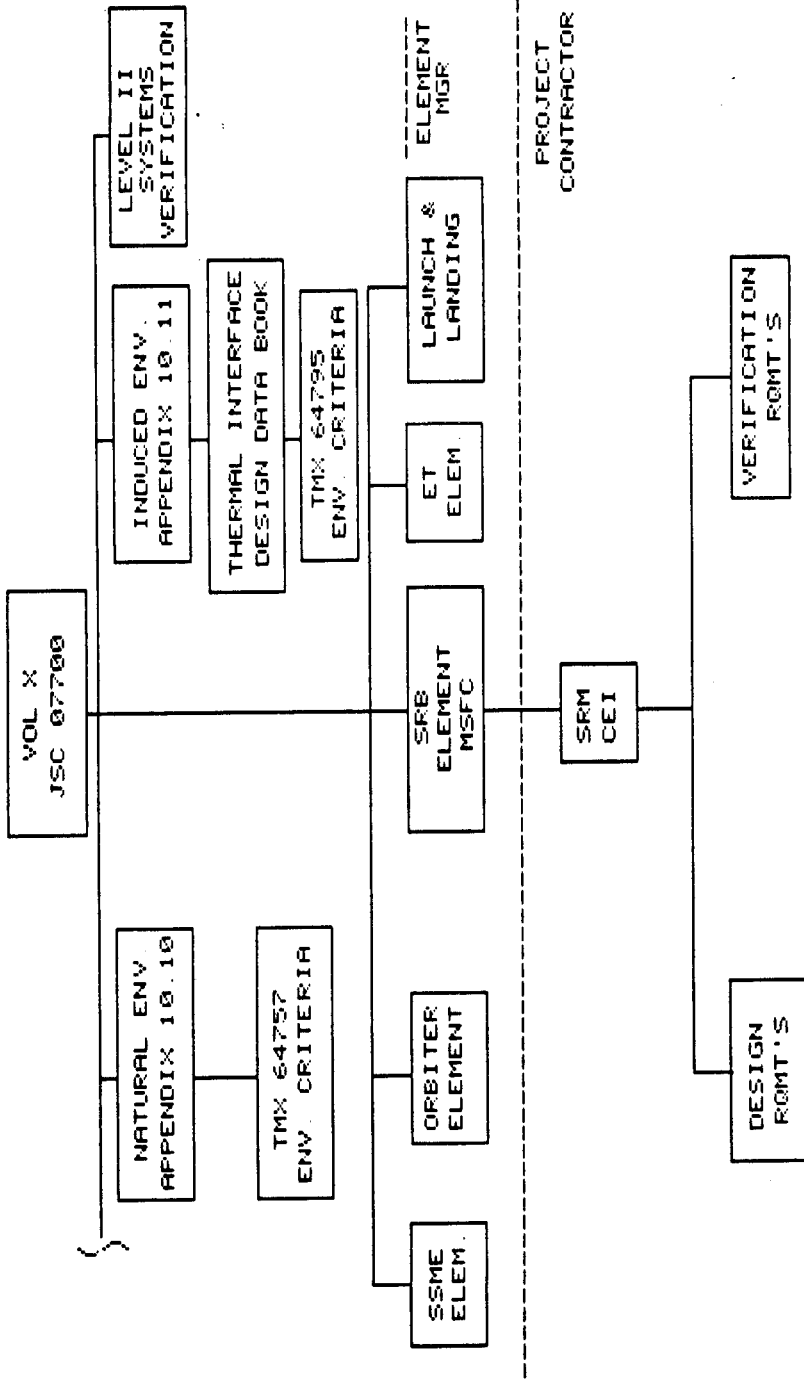 VOL X
JSC 07700
NATURAL ENV.
APPENDIX 10.10
INDUCED ENV.
APPENDIX 10.11
LEVEL II
SYSTEMS
VERIFICATION
TMX 64757
ENV. CRITERIA
THERMAL INTERFACE
DESIGN DATA BOOK
TMX 64795
ENV. CRITERIA
SSME
ELEM.
ORBITER
ELEMENT
SRB
ELEMENT
MSFC
ET
ELEM.
LAUNCH &
LANDING
ELEMENT
MGR
PROJECT
CONTRACTOR
SRM
CEI
DESIGN
RQMT'S
VERIFICATION
RQMT'S